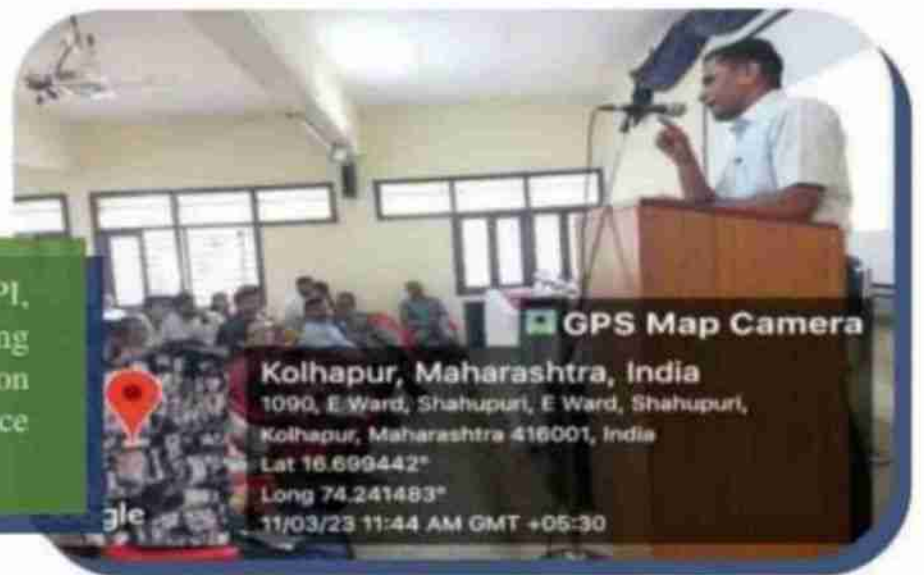 PI,
ng
on
ce
GPS Map Camera
Kolhapur, Maharashtra, India
1090, E Ward, Shahupuri, E Ward, Shahupuri,
Kolhapur, Maharashtra 416001, India
Lat 16.699442°
Long 74.241483°
11/03/23 11:44 AM GMT +05:30
gle